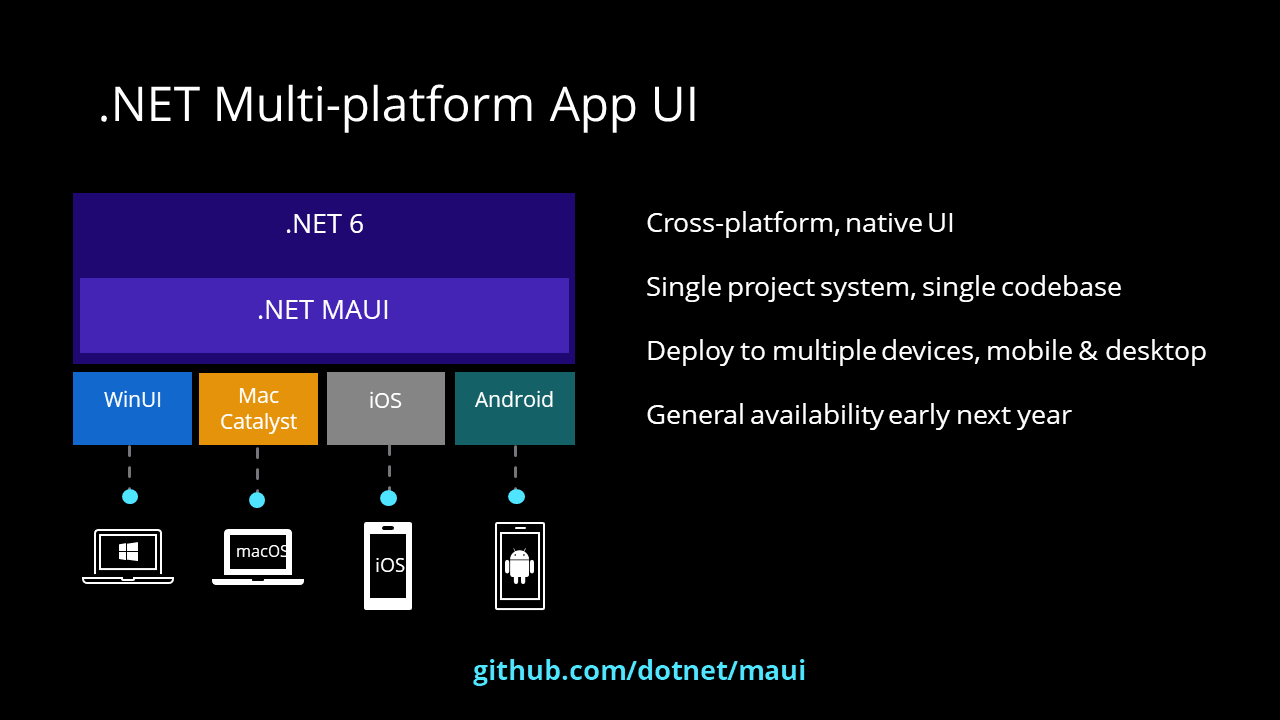 .NET Multi-platform App UI
.NET 6
.NET MAUI
WinUI
Mac
Catalyst
iOS
Android
macOS
iOS
Cross-platform, native UI
Single project system, single codebase
Deploy to multiple devices, mobile & desktop
General availability early next year
github.com/dotnet/maui